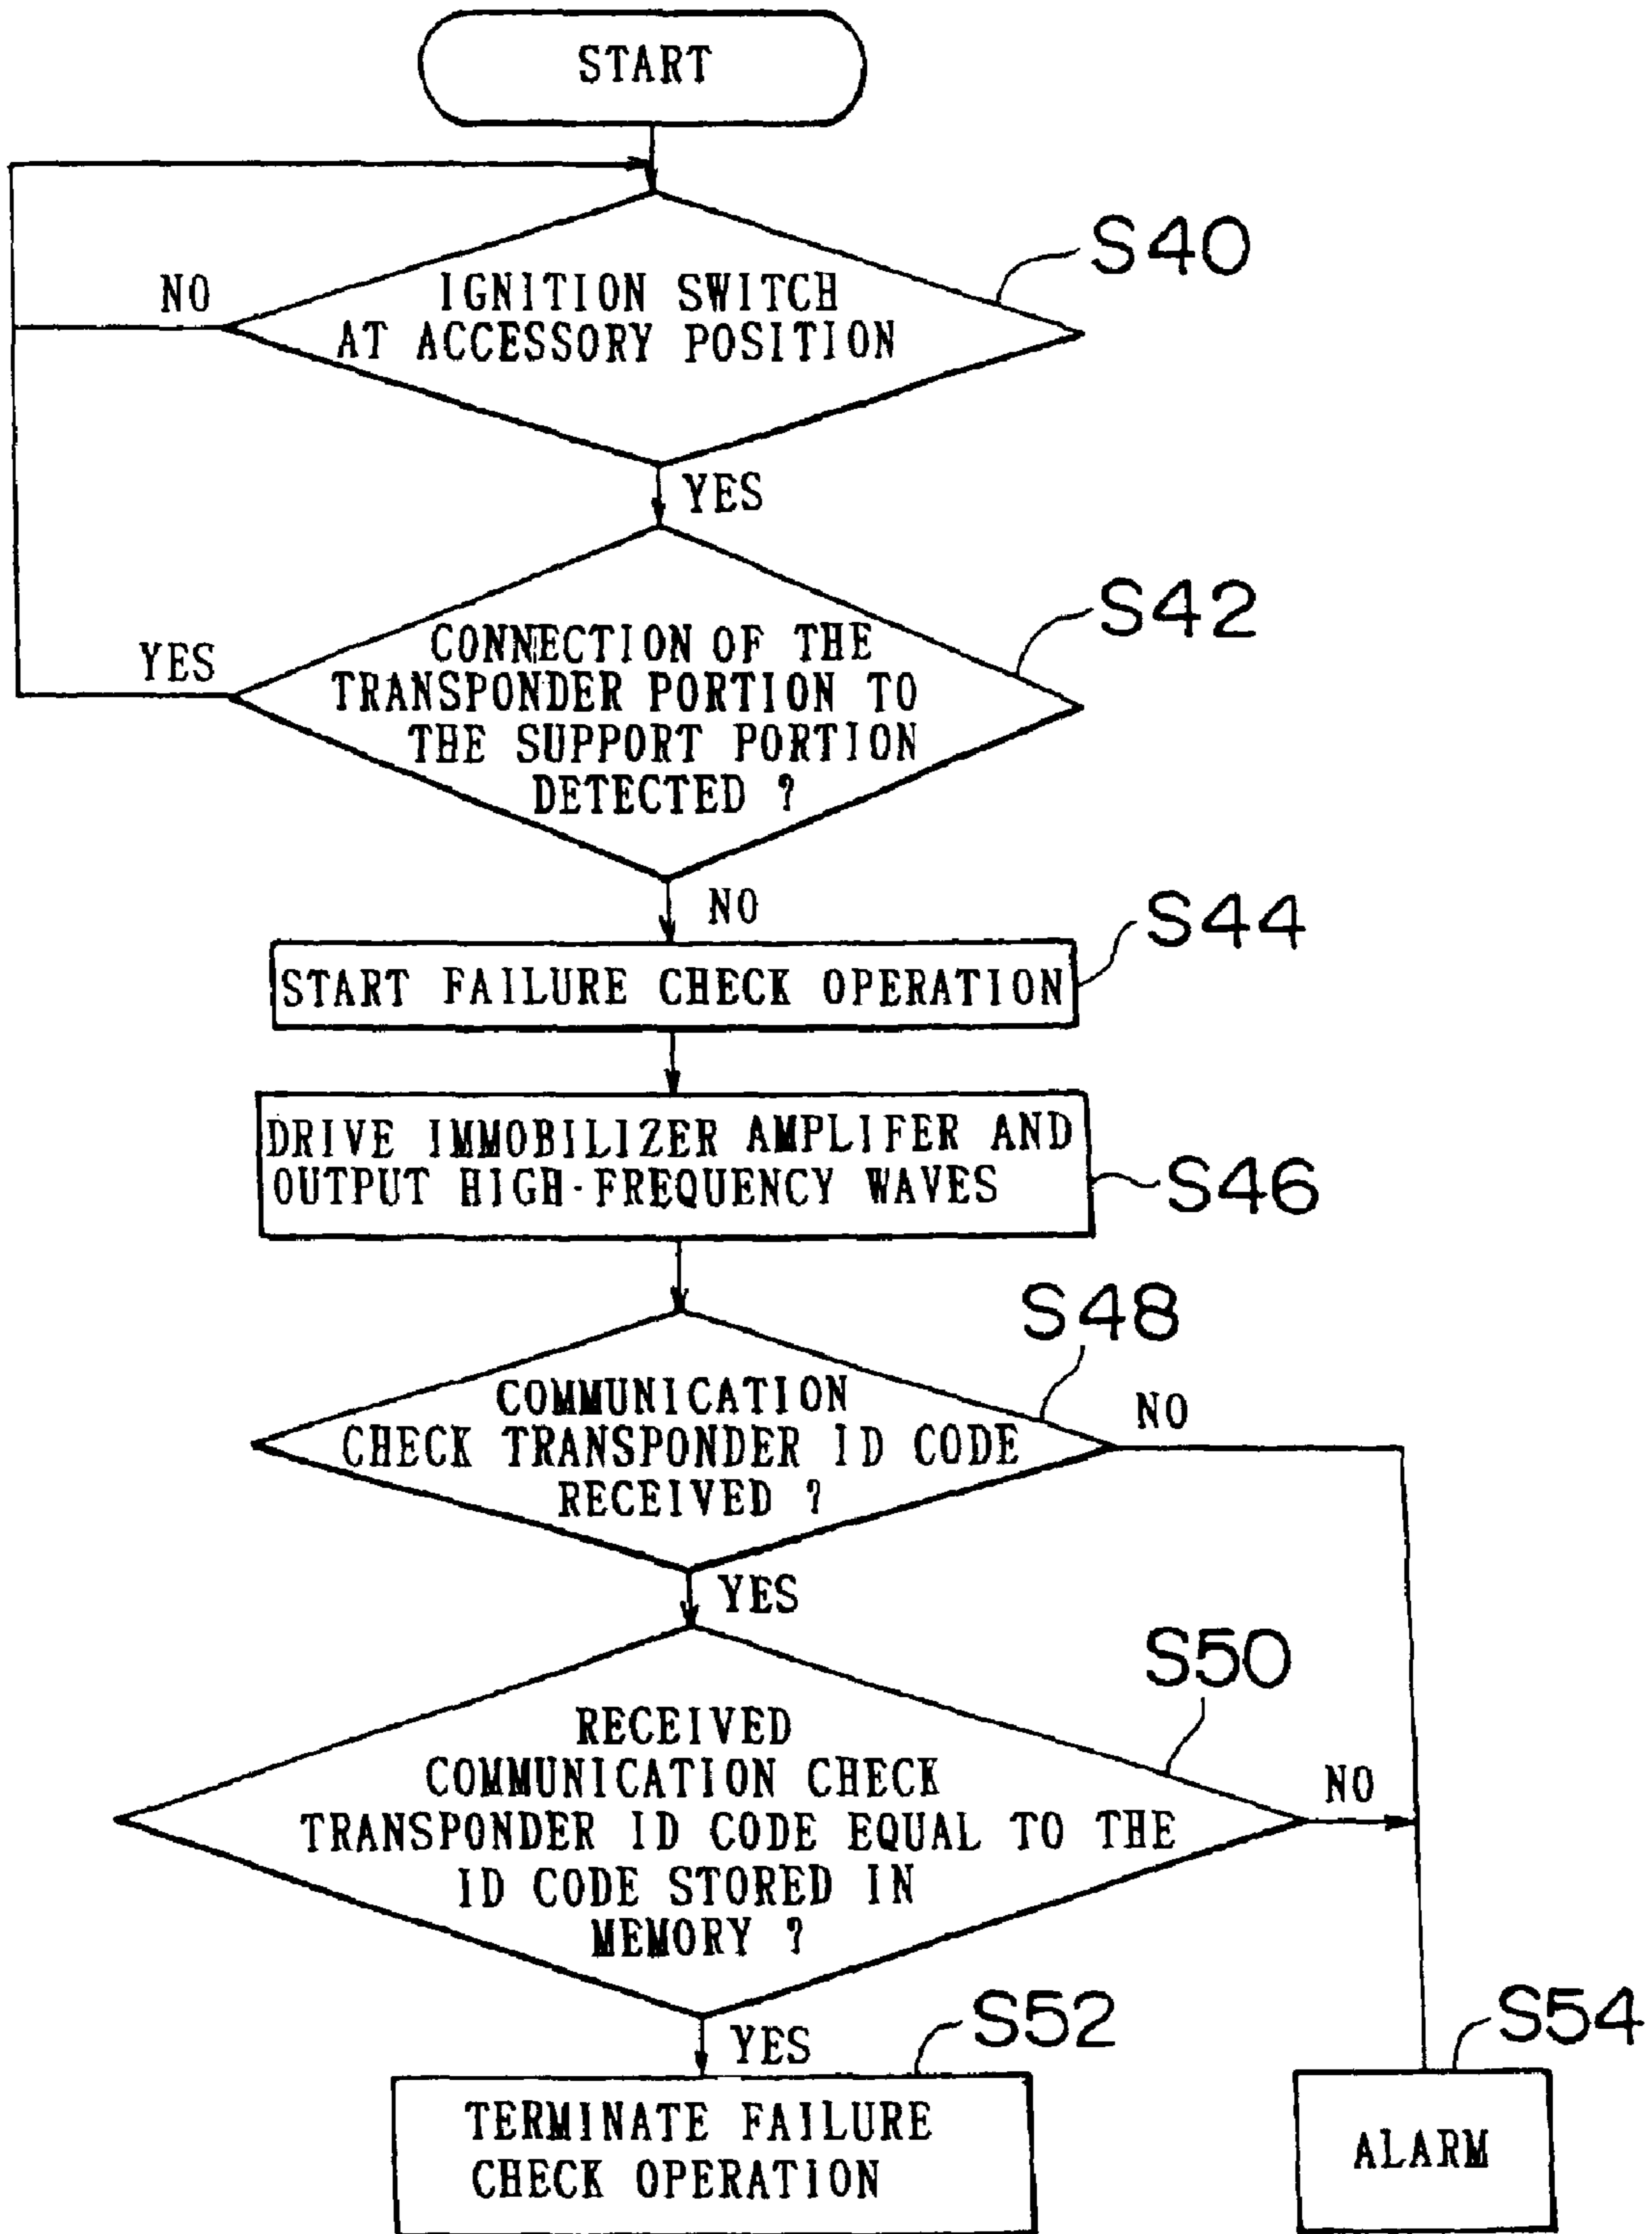 START
S40
NO
IGNITION SWITCH
AT ACCESSORY POSITION
YES
S42
YES
CONNECTION OF THE
TRANSPONDER PORTION TO
THE SUPPORT PORTION
DETECTED ?
NO
S44
START FAILURE CHECK OPERATION
DRIVE IMMOBILIZER AMPLIFER AND
OUTPUT HIGH-FREQUENCY WAVES
S46
S48
COMMUNICATION
CHECK TRANSPONDER ID CODE
RECEIVED ?
NO
YES
S50
RECEIVED
COMMUNICATION CHECK
TRANSPONDER ID CODE EQUAL TO THE
ID CODE STORED IN
MEMORY ?
NO
YES
S52
S54
TERMINATE FAILURE
CHECK OPERATION
ALARM